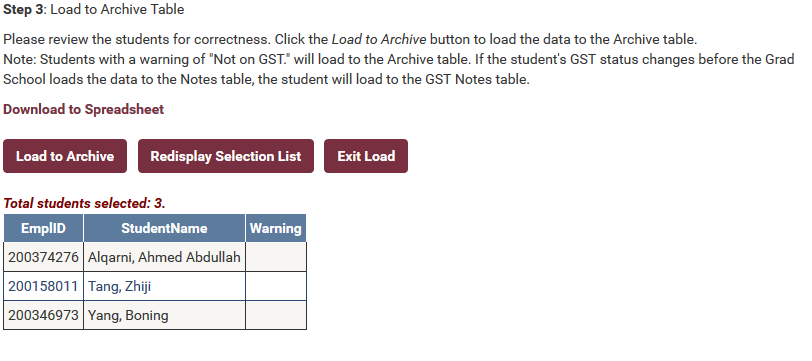 Step 3: Load to Archive Table
Please review the students for correctness. Click the Load to Archive button to load the data to the Archive table.
Note: Students with a warning of "Not on GST." will load to the Archive table. If the student's GST status changes before the Grad
School loads the data to the Notes table, the student will load to the GST Notes table.
Download to Spreadsheet
Load to Archive Redisplay Selection List Exit Load
Total students selected: 3.
EmplID StudentName Warning
200374276 Alqarni, Ahmed Abdullah
200158011 Tang, Zhiji
200346973 Yang, Boning